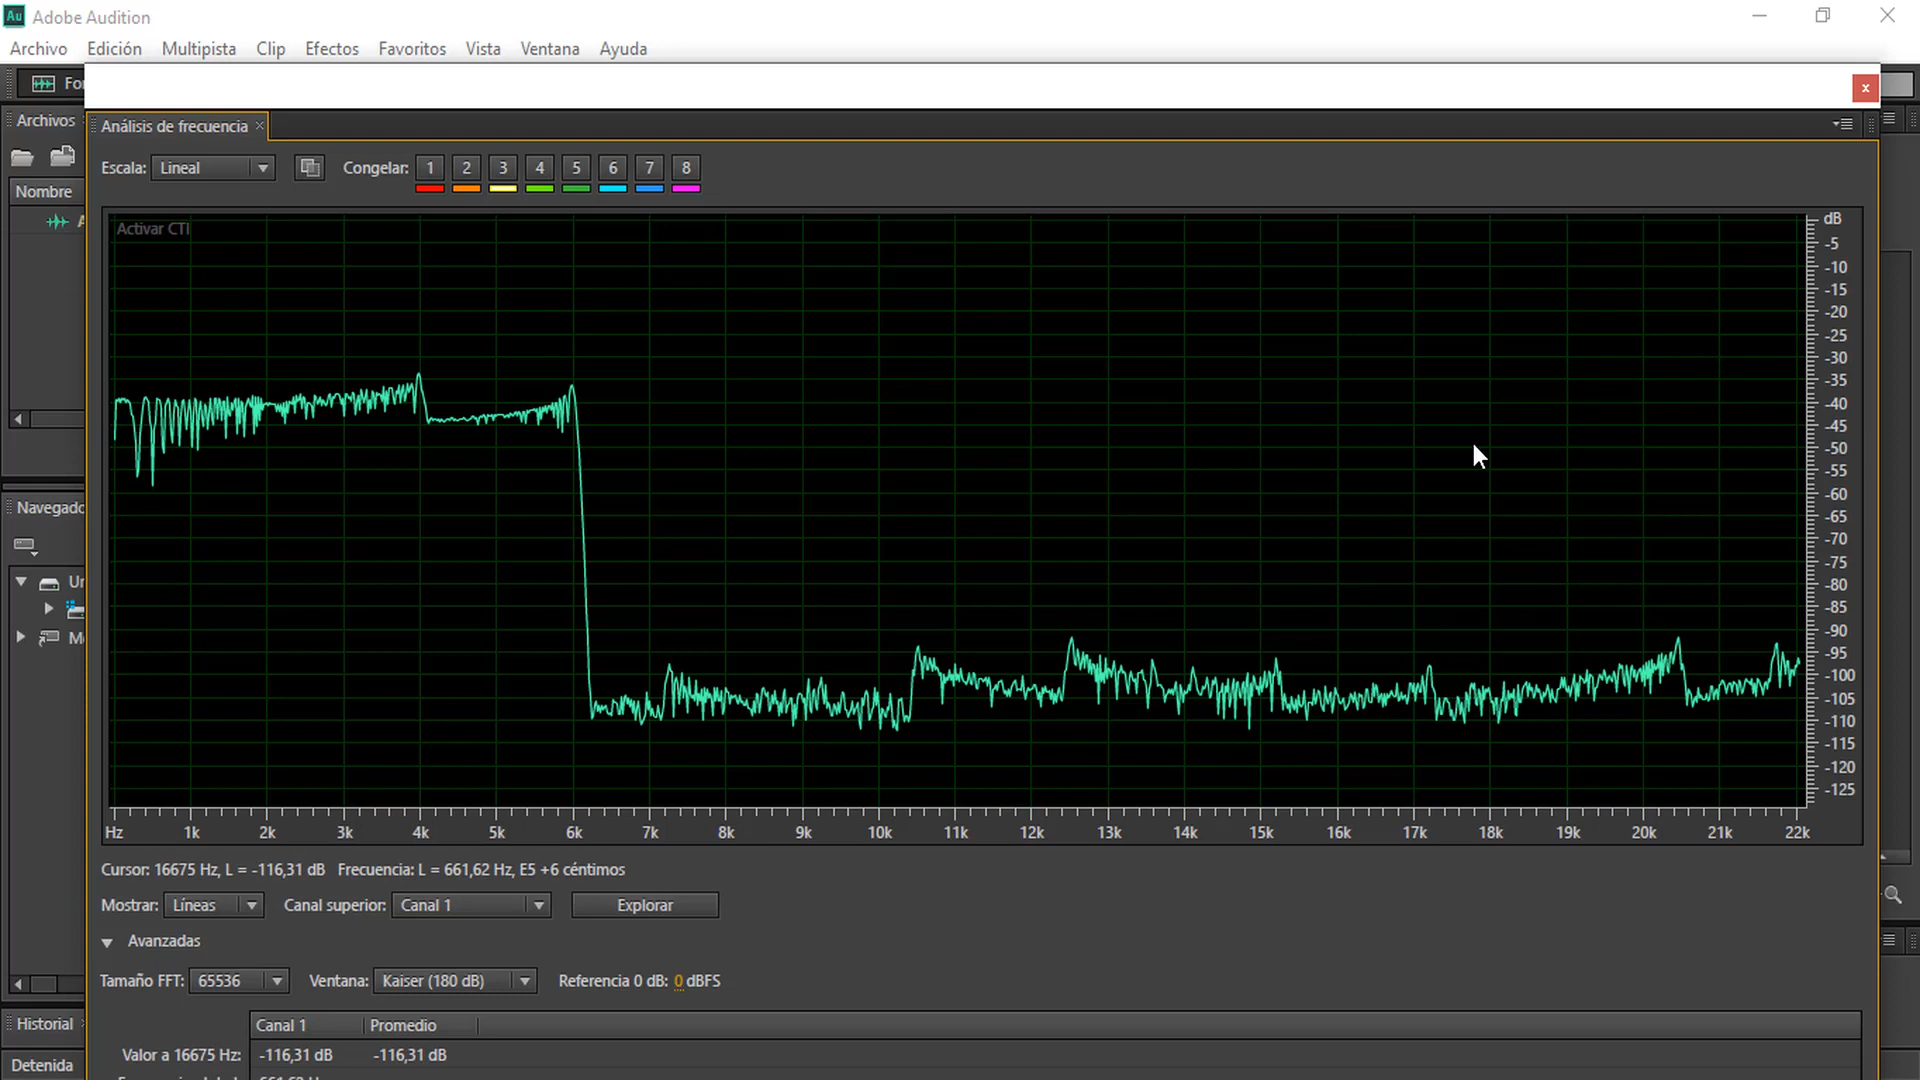 Au Adobe Audition
Archivo Edición Multipista Clip Efectos Favoritos Vista Ventana Ayuda
Archivos
Análisis de frecuencia
Escala: Lineal Congelar: 1 2 3 4 5 6 7 8
Nombre
Activar CTI
dB
-5
-10
-15
-20
-25
-30
-35
-40
-45
-50
-55
-60
-65
-70
-75
-80
-85
-90
-95
-100
-105
-110
-115
-120
-125
Hz 1k 2k 3k 4k 5k 6k 7k 8k 9k 10k 11k 12k 13k 14k 15k 16k 17k 18k 19k 20k 21k 22k
Navegado
Cursor: 16675 Hz, L = -116,31 dB Frecuencia: L = 661,62 Hz, E5 +6 céntimos
Mostrar: Líneas Canal superior: Canal 1 Explorar
Avanzadas
Tamaño FFT: 65536 Ventana: Kaiser (180 dB) Referencia 0 dB: 0 dBFS
Historial
Canal 1 Promedio
Valor a 16675 Hz: -116,31 dB -116,31 dB
Detenida